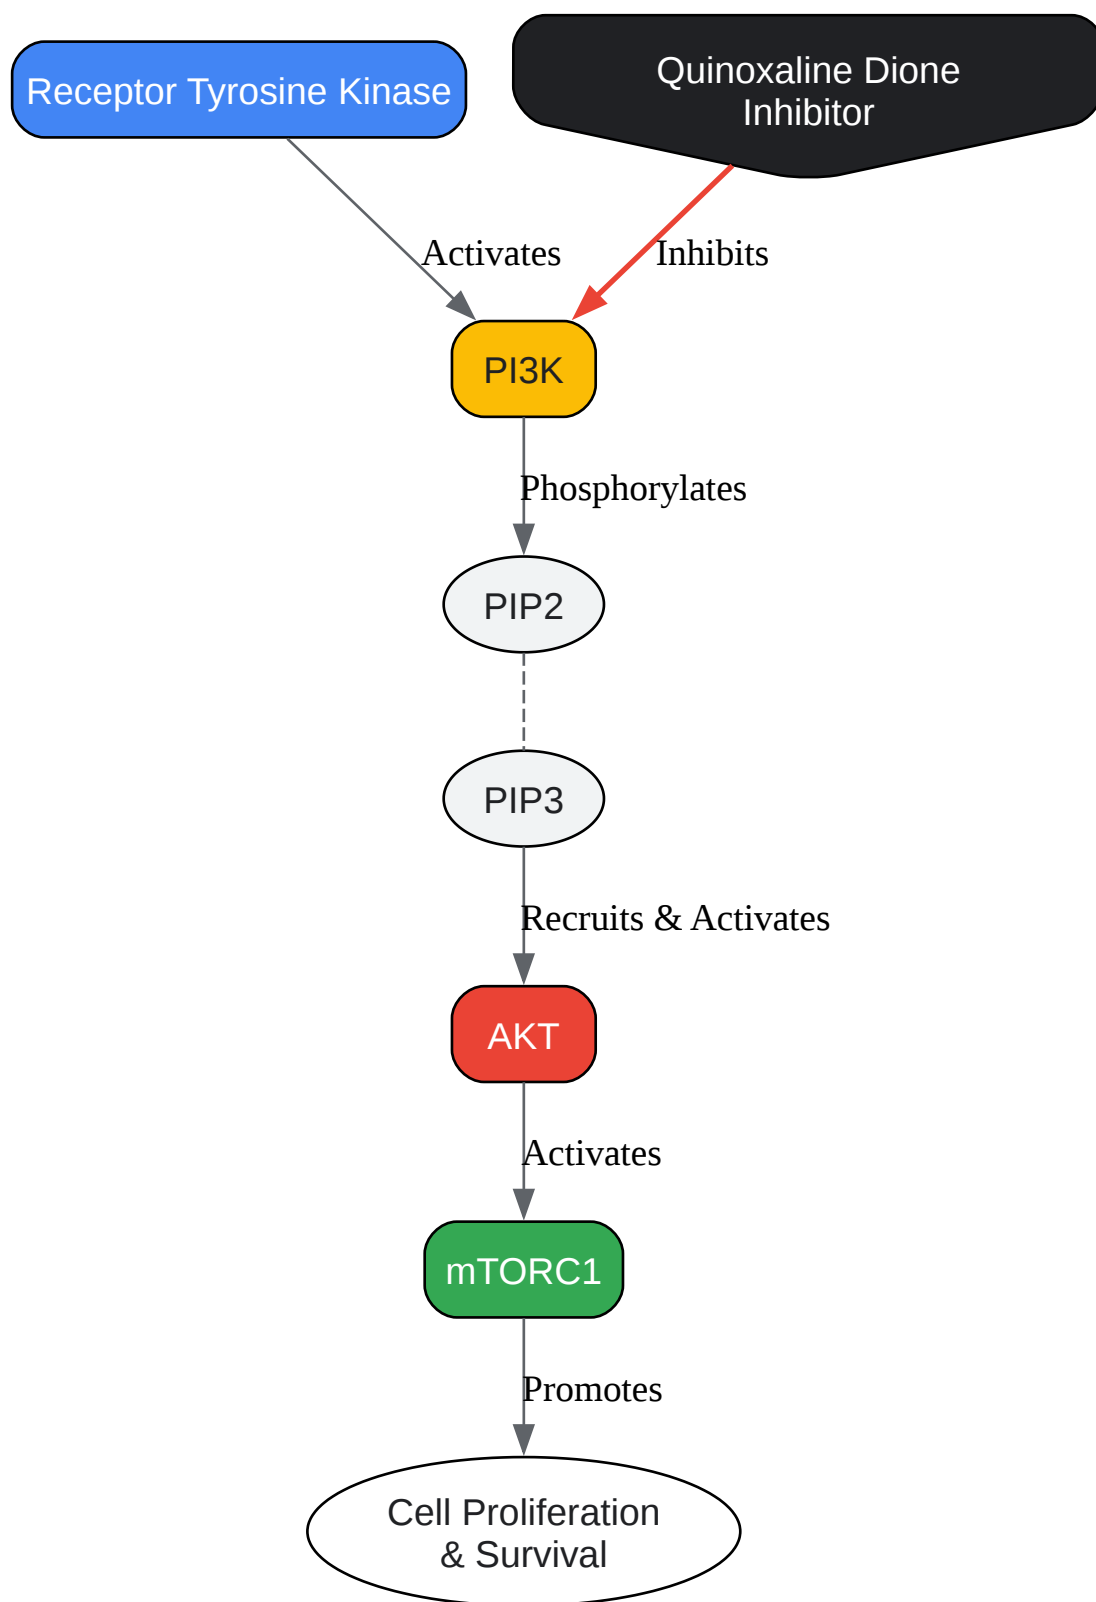 Receptor Tyrosine Kinase
Quinoxaline Dione
Inhibitor
Activates
Inhibits
PI3K
Phosphorylates
PIP2
PIP3
Recruits & Activates
AKT
Activates
mTORC1
Promotes
Cell Proliferation
& Survival